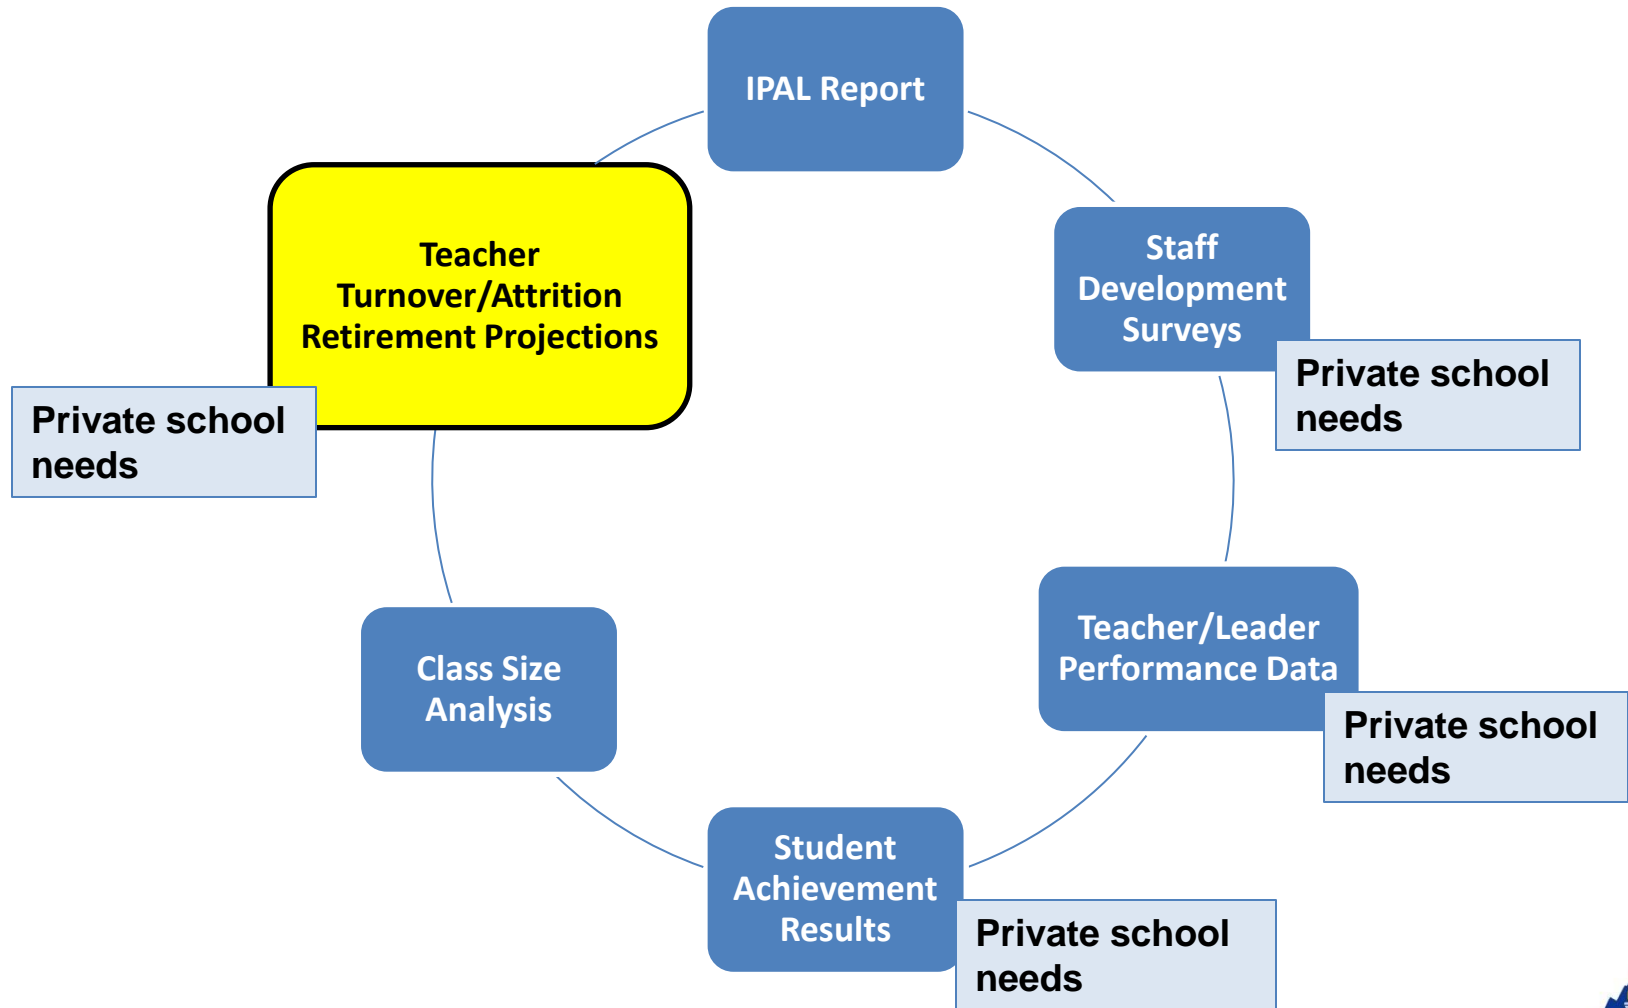 IPAL Report
Staff
Development
Surveys
Private school
needs
Teacher/Leader
Performance Data
Private school
needs
Student
Achievement
Results
Private school
needs
Class Size
Analysis
Teacher
Turnover/Attrition
Retirement Projections
Private school
needs